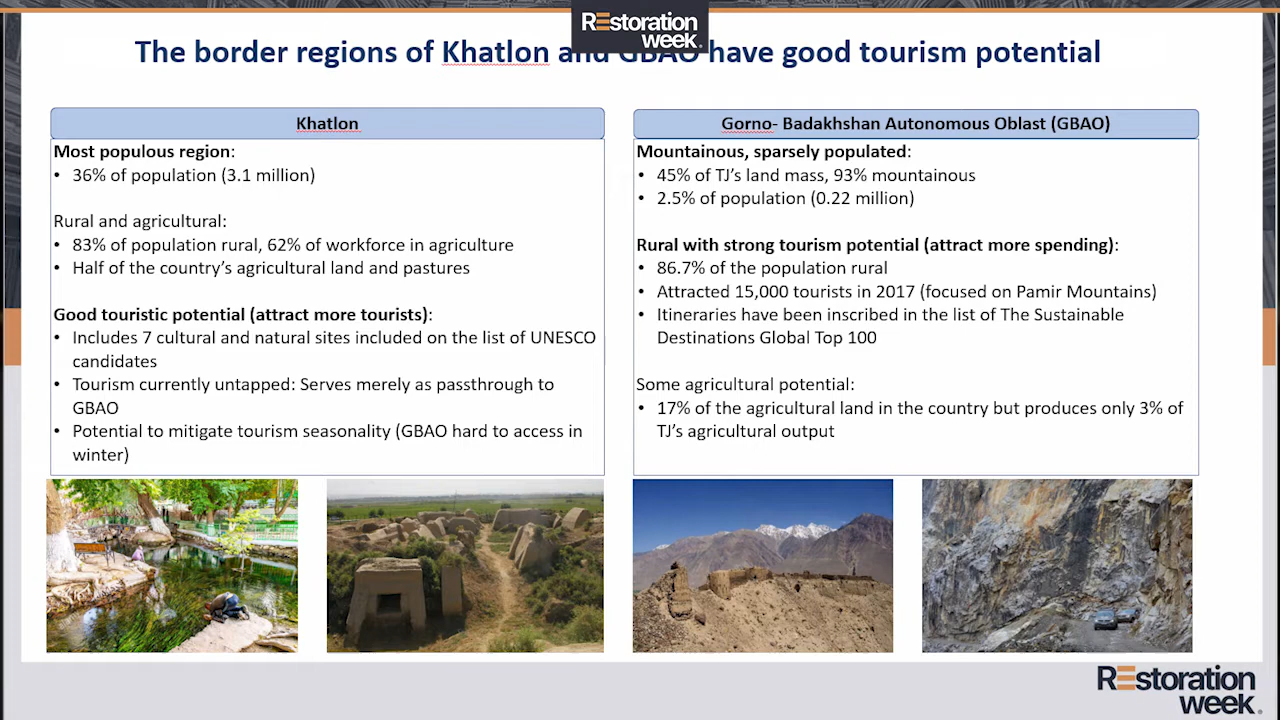 REstoration
week.
The border regions of Khatlon and GBAO have good tourism potential
Khatlon
Most populous region:
• 36% of population (3.1 million)
Rural and agricultural:
• 83% of population rural, 62% of workforce in agriculture
• Half of the country's agricultural land and pastures
Good touristic potential (attract more tourists):
• Includes 7 cultural and natural sites included on the list of UNESCO
candidates
• Tourism currently untapped: Serves merely as passthrough to
GBAO
• Potential to mitigate tourism seasonality (GBAO hard to access in
winter)
Gorno- Badakhshan Autonomous Oblast (GBAO)
Mountainous, sparsely populated:
• 45% of TJ's land mass, 93% mountainous
• 2.5% of population (0.22 million)
Rural with strong tourism potential (attract more spending):
• 86.7% of the population rural
• Attracted 15,000 tourists in 2017 (focused on Pamir Mountains)
• Itineraries have been inscribed in the list of The Sustainable
Destinations Global Top 100
Some agricultural potential:
• 17% of the agricultural land in the country but produces only 3% of
TJ's agricultural output
REstoration
week.